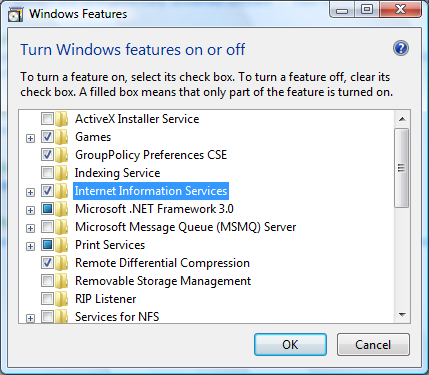 Windows Features
Turn Windows features on or off
To turn a feature on, select its check box. To turn a feature off, clear its
check box. A filled box means that only part of the feature is turned on.
ActiveX Installer Service
Games
GroupPolicy Preferences CSE
Indexing Service
Internet Information Services
Microsoft .NET Framework 3.0
Microsoft Message Queue (MSMQ) Server
Print Services
Remote Differential Compression
Removable Storage Management
RIP Listener
Services for NFS
OK
Cancel